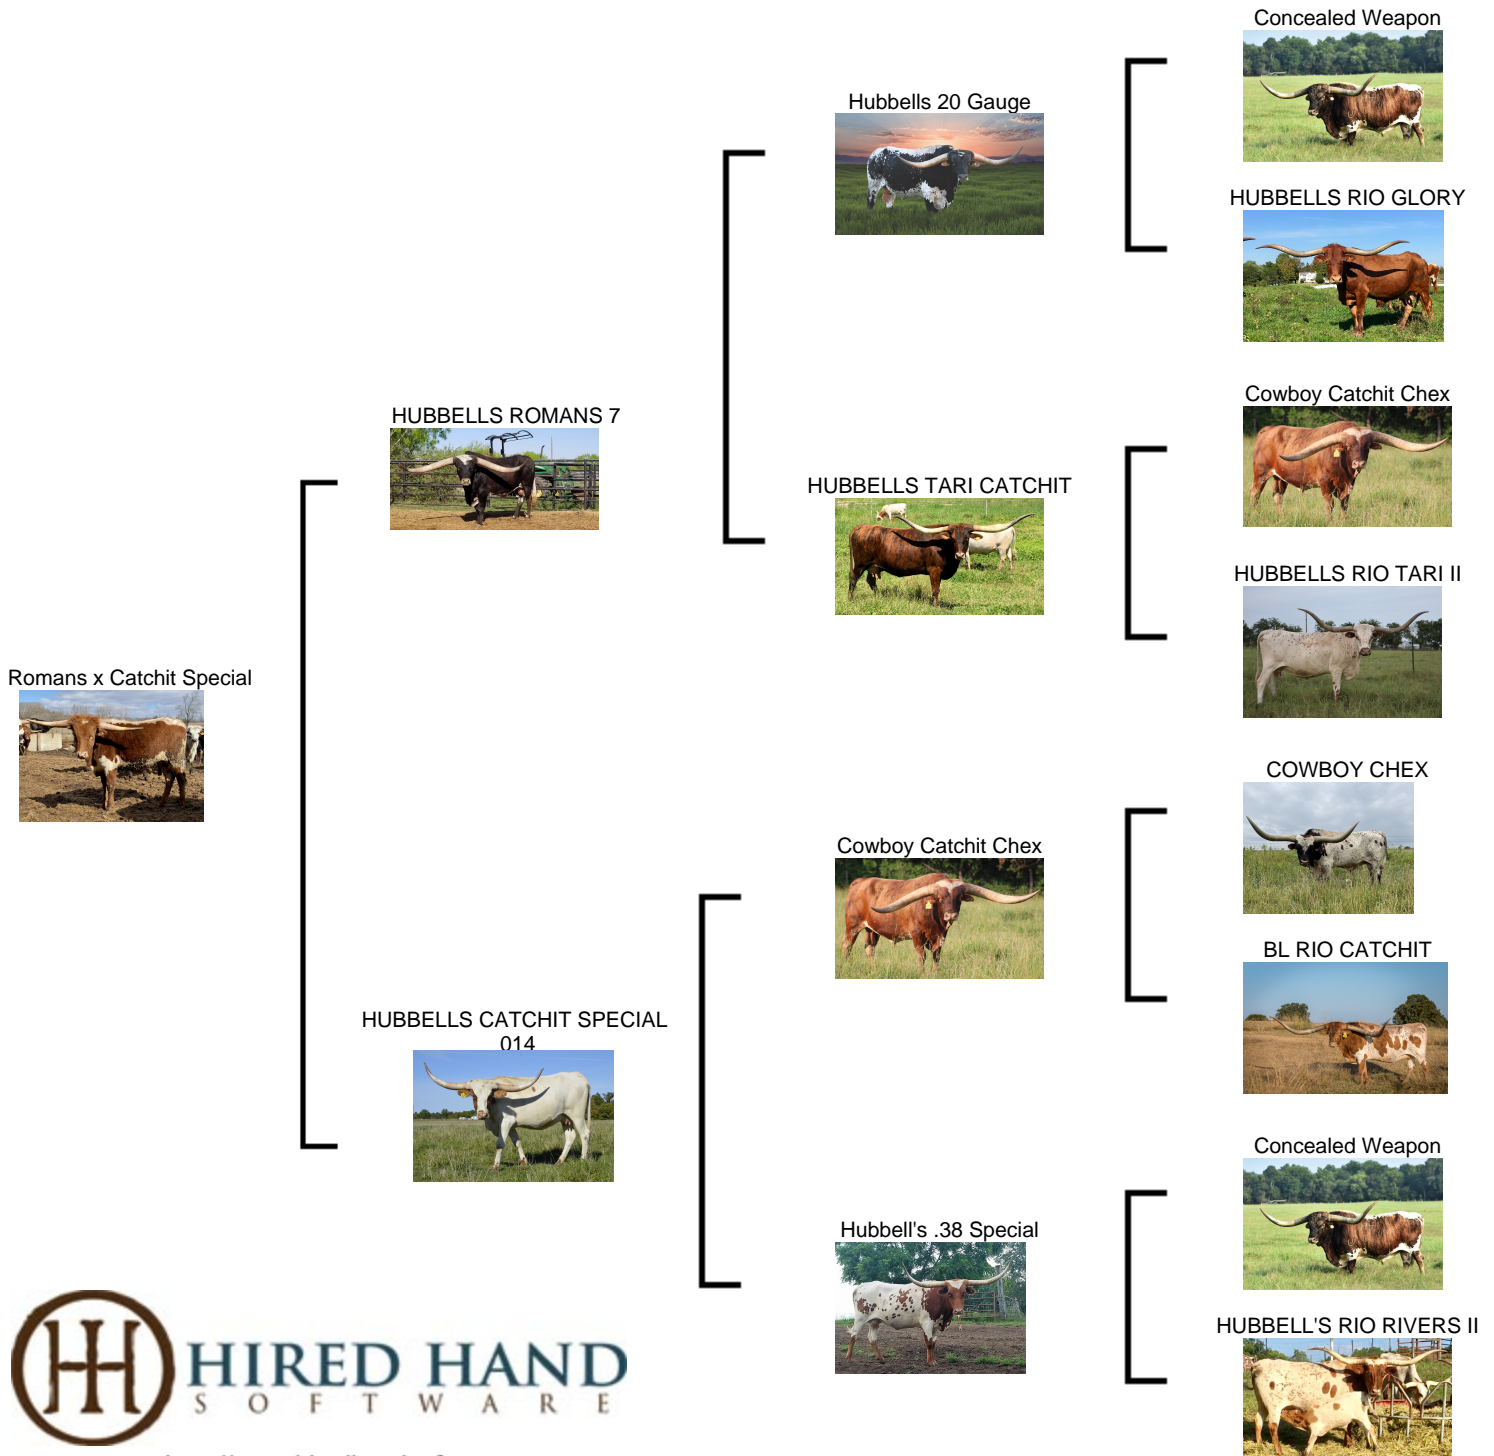 Concealed Weapon
Hubbells 20 Gauge
HUBBELLS RIO GLORY
Cowboy Catchit Chex
HUBBELLS ROMANS 7
HUBBELLS TARI CATCHIT
HUBBELLS RIO TARI II
Romans x Catchit Special
COWBOY CHEX
Cowboy Catchit Chex
BL RIO CATCHIT
HUBBELLS CATCHIT SPECIAL
014
Concealed Weapon
Hubbell's .38 Special
HUBBELL'S RIO RIVERS II
HIRED HAND
SOFTWARE